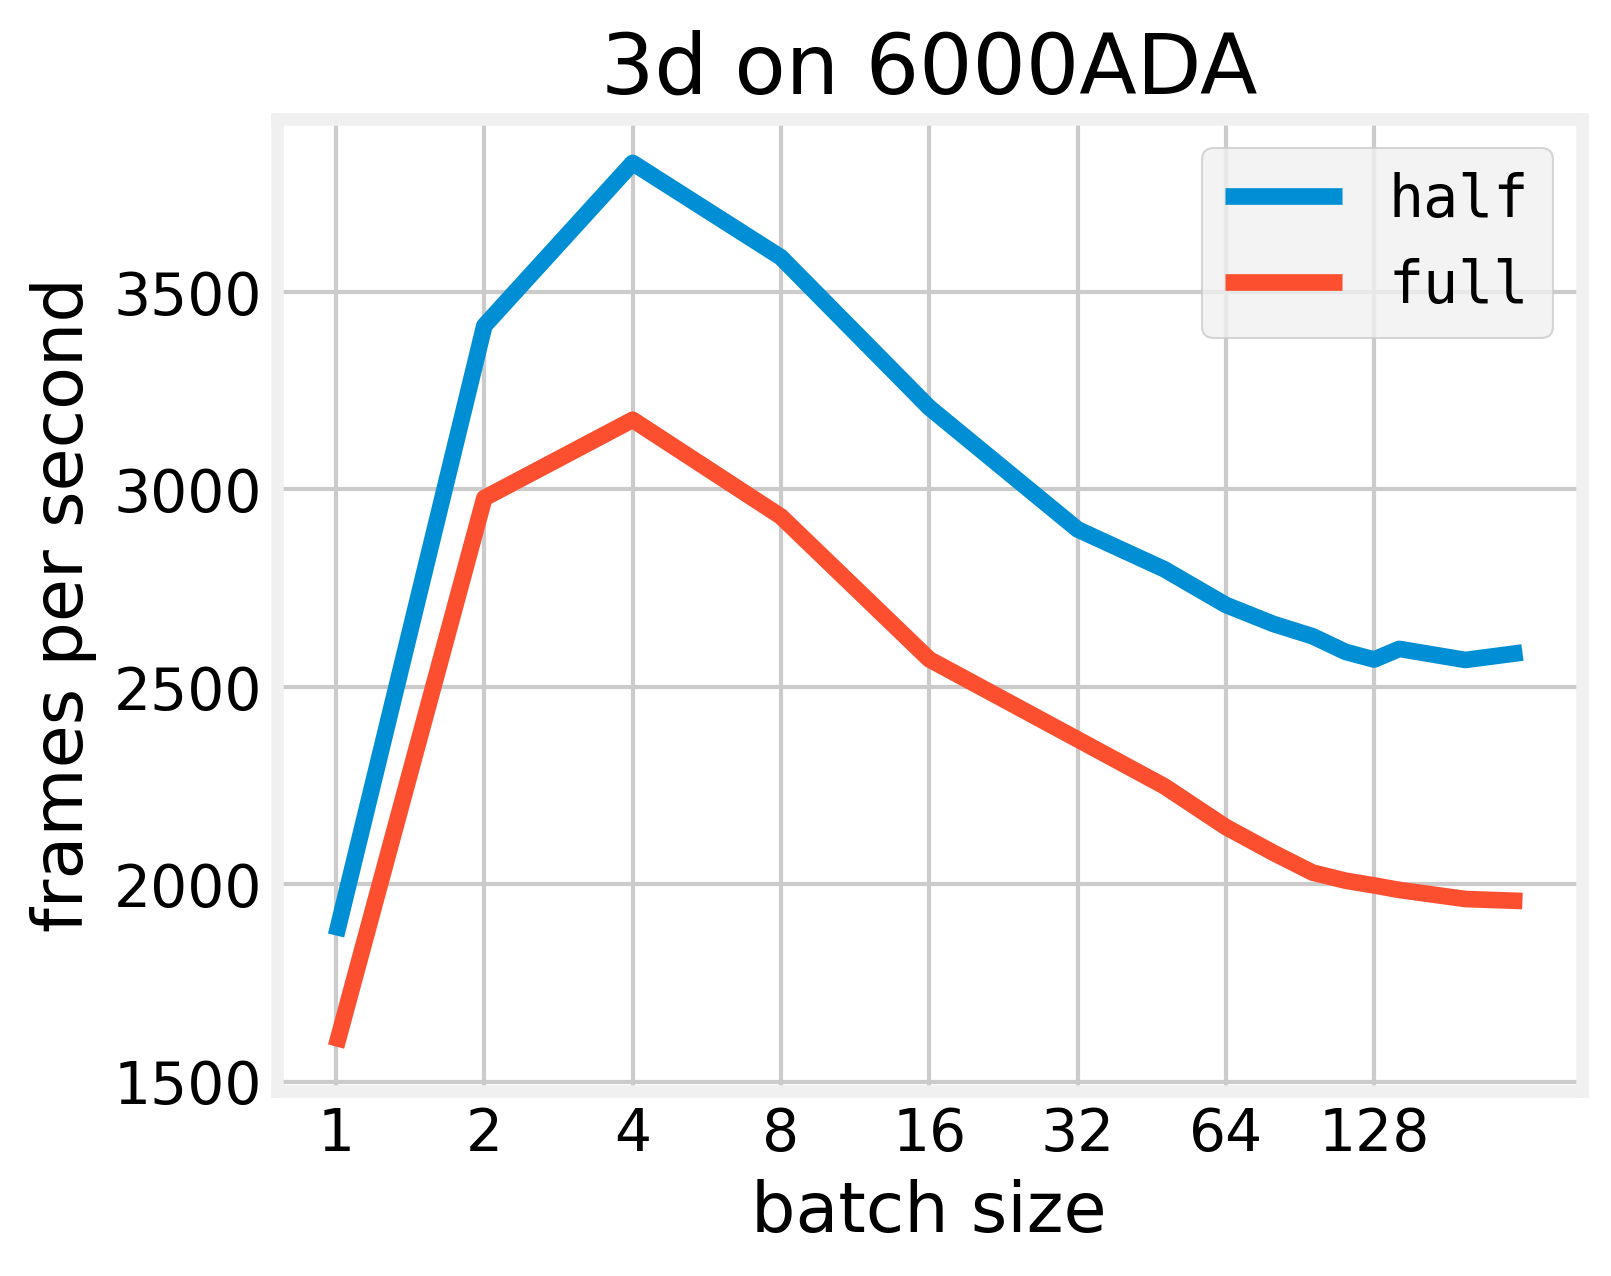 3d on 6000ADA
half
full
frames per second
3500
3000
2500
2000
1500
1 2 4 8 16 32 64 128
batch size